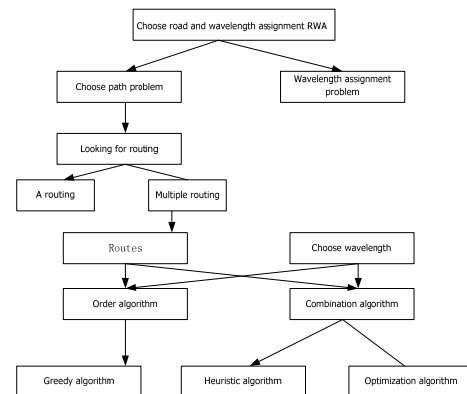 Choose road and wavelength assignment RWA
Choose path problem
Wavelength assignment
problem
Looking for routing
A routing
Multiple routing
Routes
Choose wavelength
Order algorithm
Combination algorithm
Greedy algorithm
Heuristic algorithm
Optimization algorithm